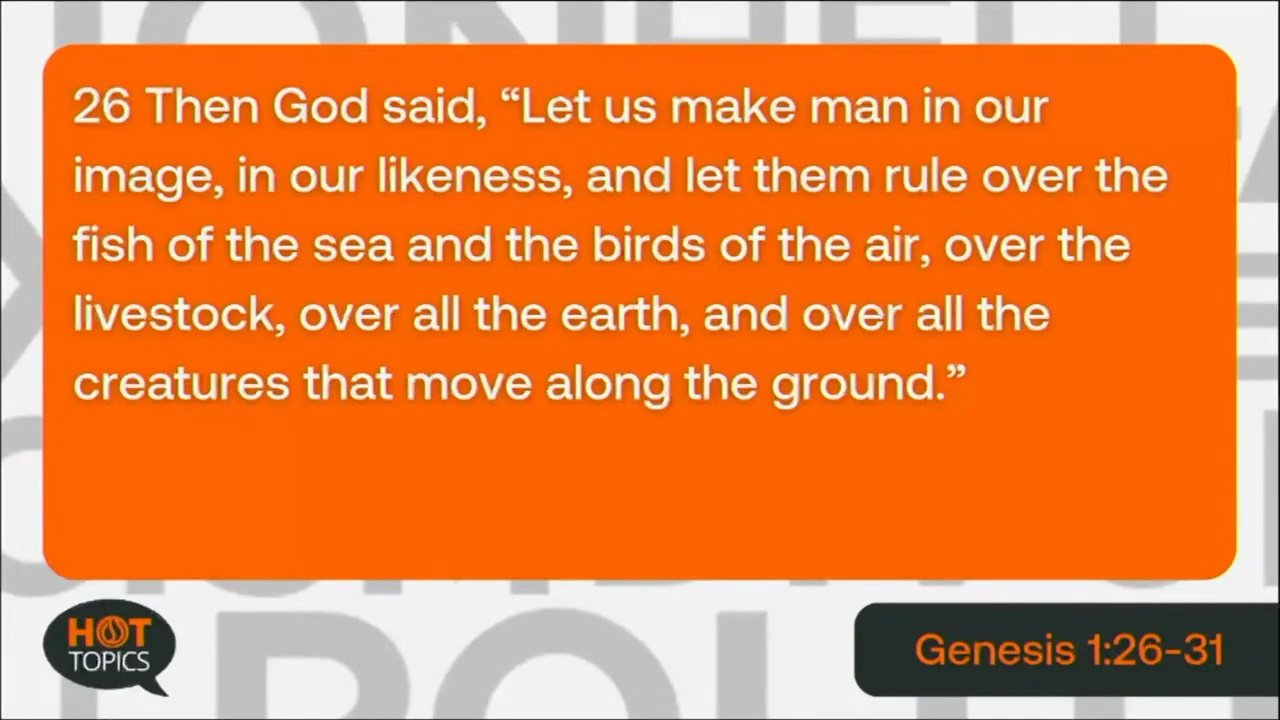 26 Then God said, “Let us make man in our
image, in our likeness, and let them rule over the
fish of the sea and the birds of the air, over the
livestock, over all the earth, and over all the
creatures that move along the ground.”
HOT
TOPICS
Genesis 1:26-31